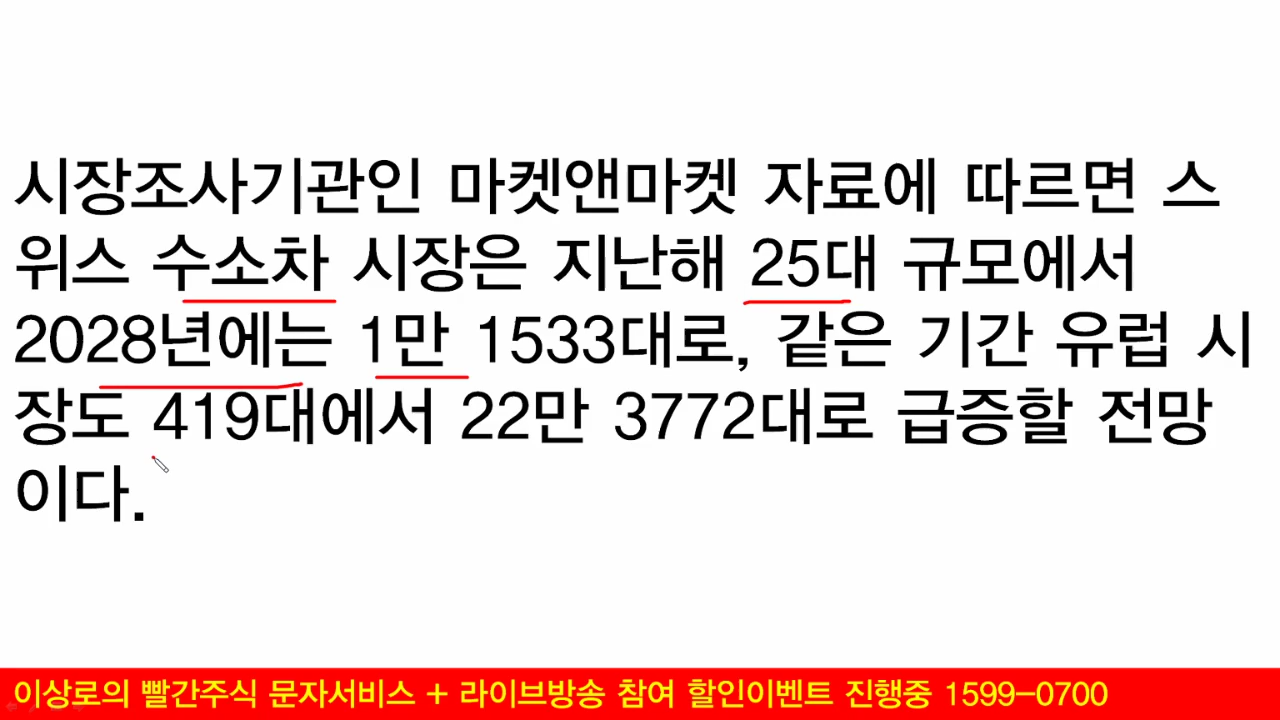 시장조사기관인 마켓앤마켓 자료에 따르면 스
위스 수소차 시장은 지난해 25대 규모에서
2028년에는 1만 1533대로, 같은 기간 유럽 시
장도 419대에서 22만 3772대로 급증할 전망
이다.
이상로의 빨간주식 문자서비스 + 라이브방송 참여 할인이벤트 진행중 1599-0700